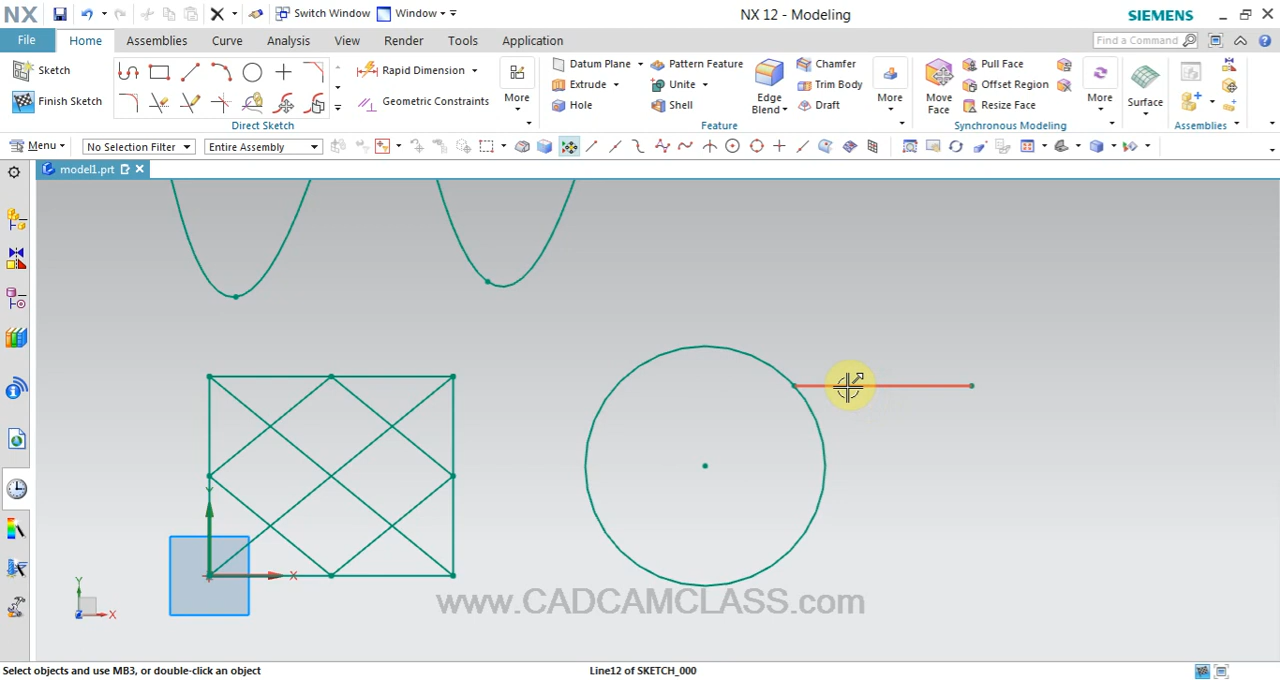 NX Switch Window Window NX 12 - Modeling SIEMENS
File Home Assemblies Curve Analysis View Render Tools Application Find a Command
Sketch Rapid Dimension Datum Plane Pattern Feature Chamfer Pull Face
Finish Sketch Geometric Constraints More Extrude Unite Edge Blend Trim Body More Move Face Offset Region More Surface
Hole Shell Draft Resize Face
Direct Sketch Feature Synchronous Modeling Assemblies
Menu No Selection Filter Entire Assembly
model1.prt
Y
X
Y
X
Z
www.CADCAMCLASS.com
Select objects and use MB3, or double-click an object Line12 of SKETCH_000